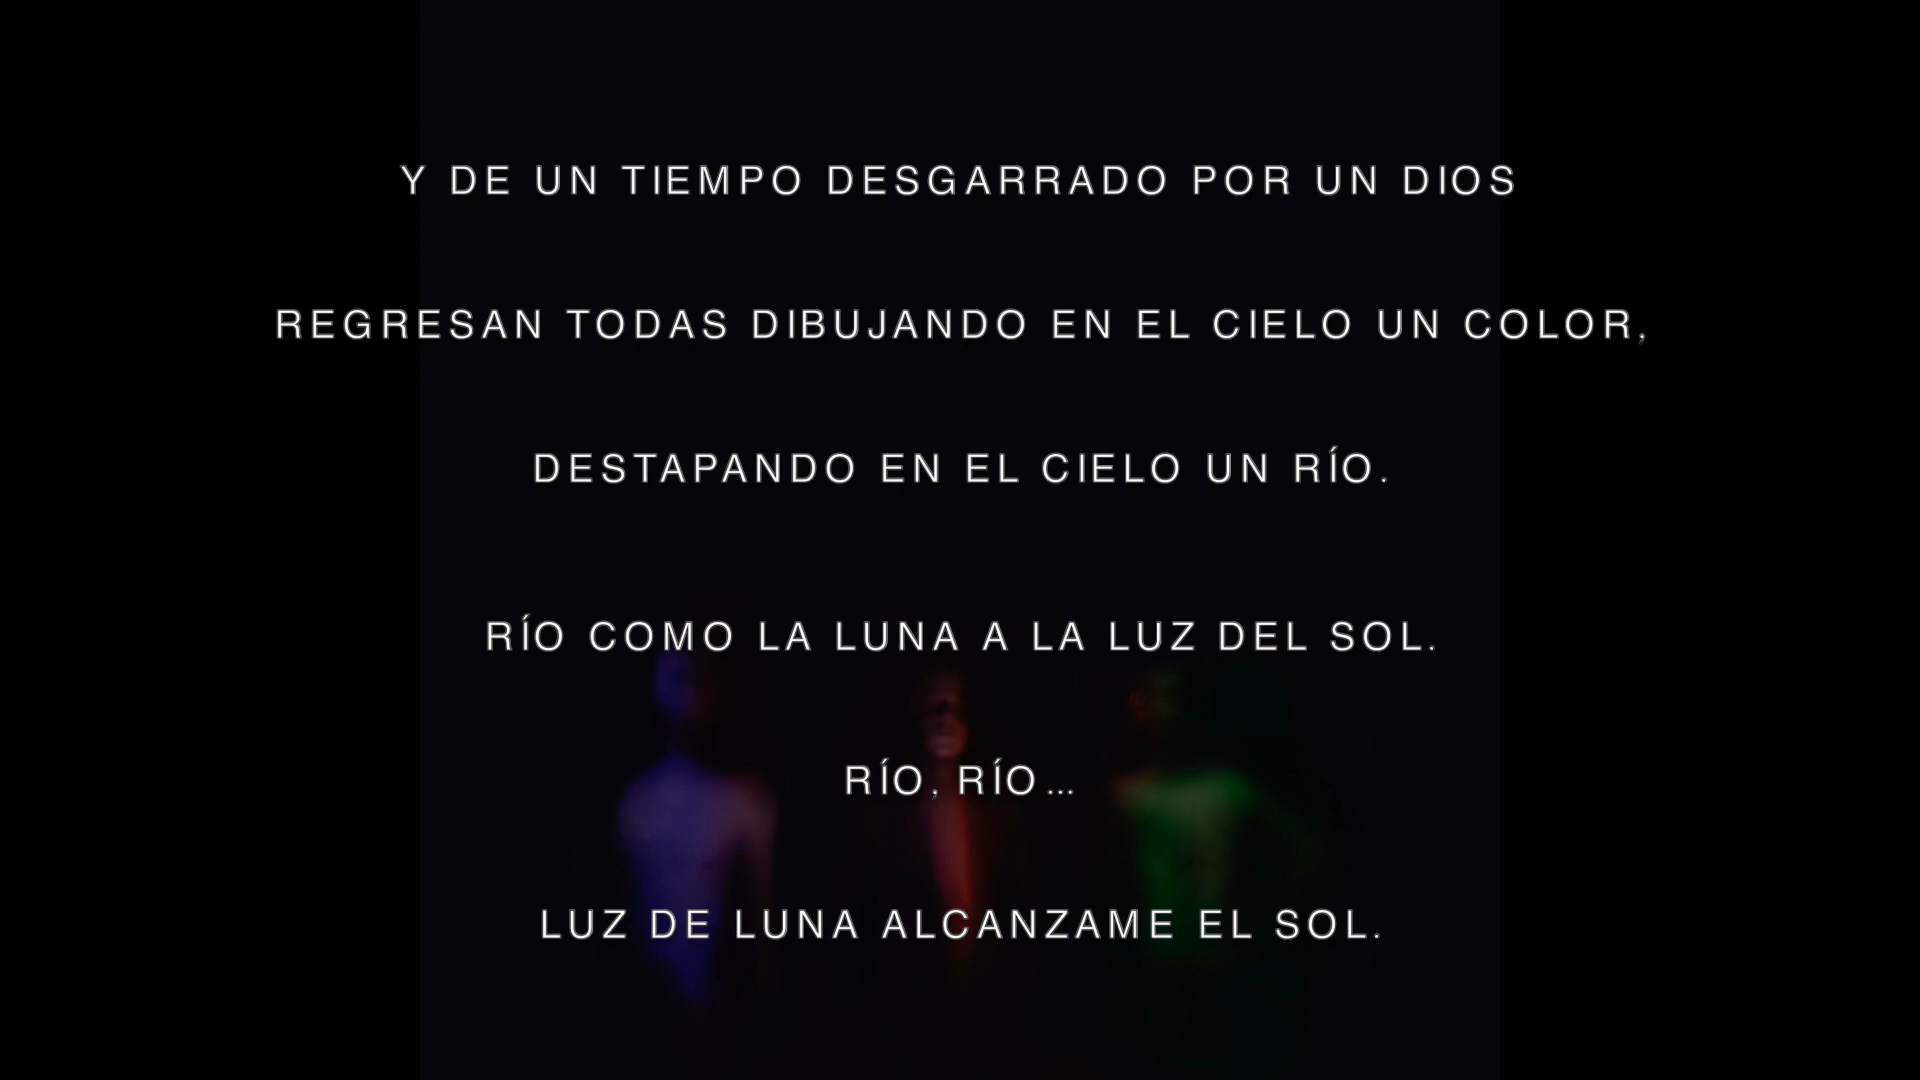 Y DE UN TIEMPO DESGARRADO POR UN DIOS
REGRESAN TODAS DIBUJANDO EN EL CIELO UN COLOR,
DESTAPANDO EN EL CIELO UN RÍO.
RÍO COMO LA LUNA A LA LUZ DEL SOL.
RÍO, RÍO...
LUZ DE LUNA ALCANZAME EL SOL.